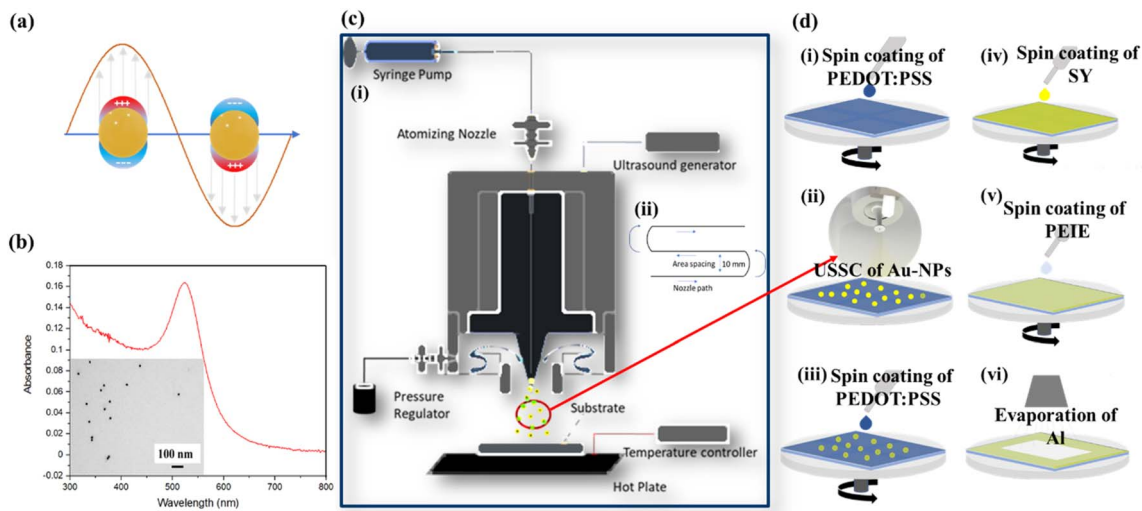 (a)
+++
---
---
+++
(b)
0.18
0.16
0.14
0.12
0.1
0.08
0.06
0.04
0.02
0
-0.02
Absorbance
100 nm
300
400
500
600
700
800
Wavelength (nm)
(c)
Syringe Pump
(i)
Atomizing Nozzle
Ultrasound generator
(ii)
Area spacing
10 mm
Nozzle path
Pressure
Regulator
Substrate
Temperature controller
Hot Plate
(d)
(i) Spin coating of
PEDOT:PSS
(ii)
USSC of Au-NPs
(iii) Spin coating of
PEDOT:PSS
(iv) Spin coating of
SY
(v)
Spin coating of
PEIE
(vi)
Evaporation of
Al